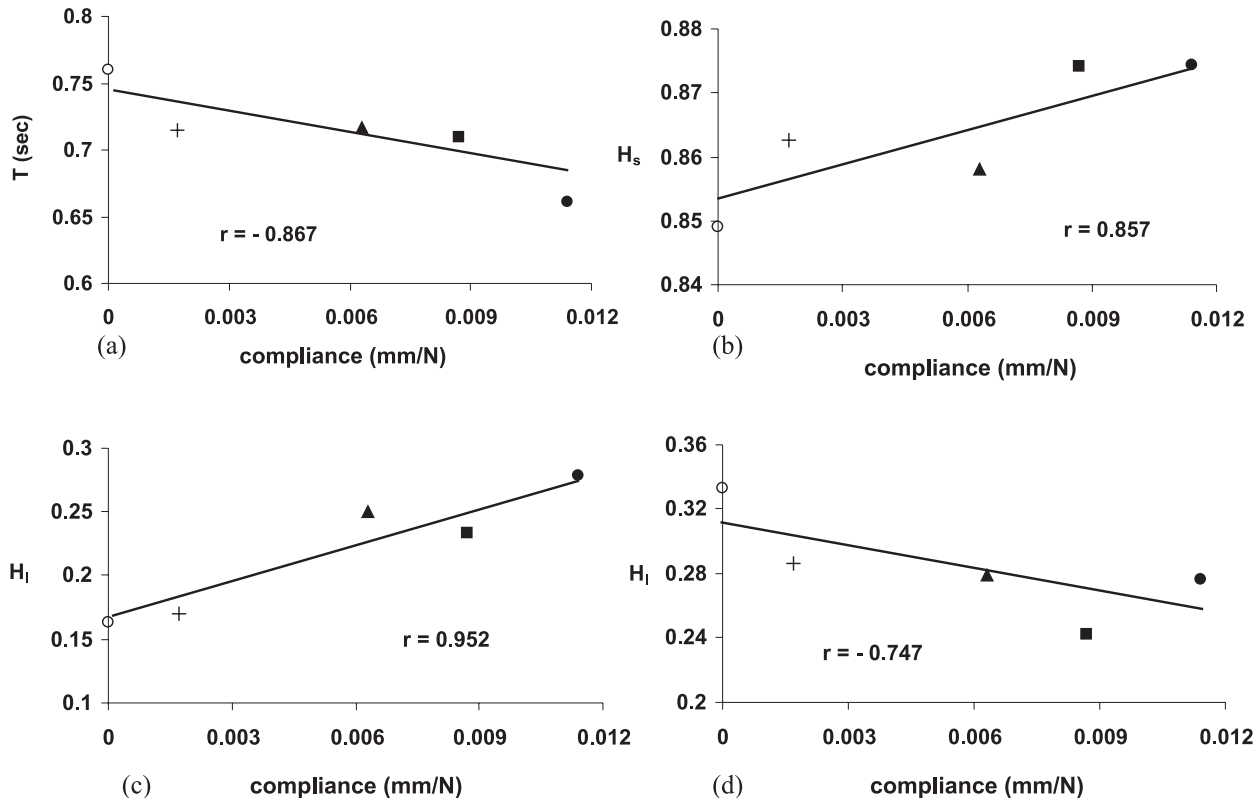 0.8
0.75
0.7
0.65
0.6
T (sec)
r = - 0.867
0 0.003 0.006 0.009 0.012
(a)
compliance (mm/N)
0.88
0.87
0.86
0.85
0.84
Hs
r = 0.857
0 0.003 0.006 0.009 0.012
(b)
compliance (mm/N)
0.3
0.25
0.2
0.15
0.1
Hl
r = 0.952
0 0.003 0.006 0.009 0.012
(c)
compliance (mm/N)
0.36
0.32
0.28
0.24
0.2
Hl
r = - 0.747
0 0.003 0.006 0.009 0.012
(d)
compliance (mm/N)